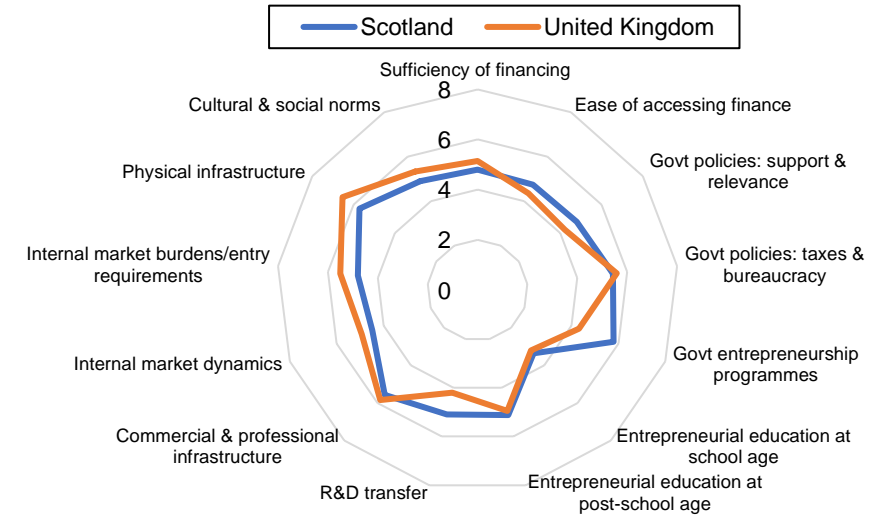 Scotland
United Kingdom
Sufficiency of financing
8
Cultural & social norms
Ease of accessing finance
6
Physical infrastructure
Govt policies: support &
relevance
4
Internal market burdens/entry
requirements
2
Govt policies: taxes &
bureaucracy
0
Internal market dynamics
Govt entrepreneurship
programmes
Commercial & professional
infrastructure
Entrepreneurial education at
school age
R&D transfer
Entrepreneurial education at
post-school age